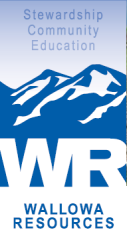 Stewardship
Community
Education
WR
WALLOWA
RESOURCES